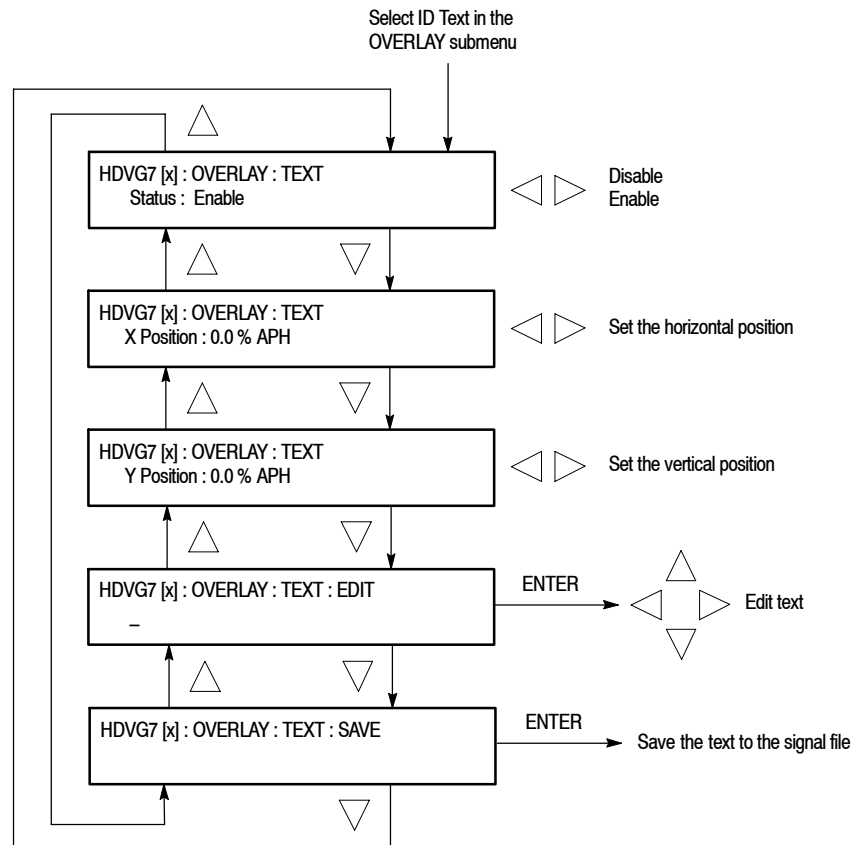 Select ID Text in the
OVERLAY submenu
HDVG7 [x] : OVERLAY : TEXT
Status : Enable
Disable
Enable
HDVG7 [x] : OVERLAY : TEXT
X Position : 0.0 % APH
Set the horizontal position
HDVG7 [x] : OVERLAY : TEXT
Y Position : 0.0 % APH
Set the vertical position
HDVG7 [x] : OVERLAY : TEXT : EDIT
_
ENTER
Edit text
HDVG7 [x] : OVERLAY : TEXT : SAVE
ENTER
Save the text to the signal file